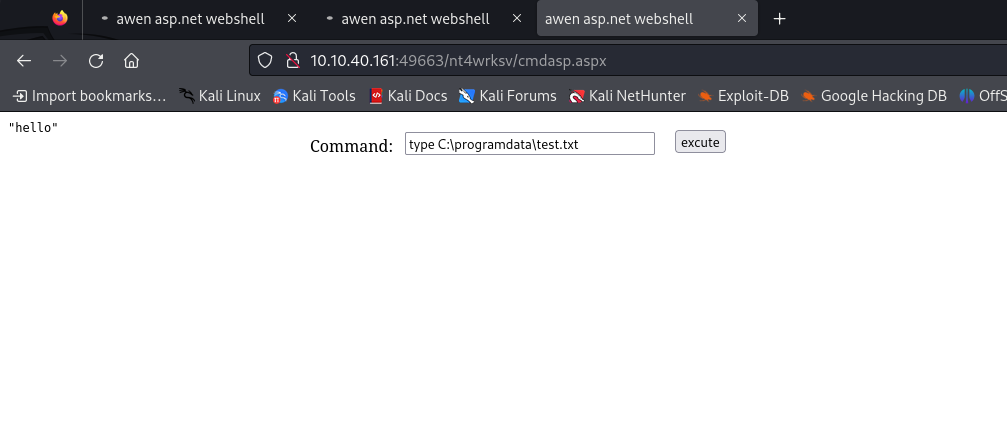 awen asp.net webshell awen asp.net webshell awen asp.net webshell
10.10.40.161:49663/nt4wrksv/cmdasp.aspx
Import bookmarks… Kali Linux Kali Tools Kali Docs Kali Forums Kali NetHunter Exploit-DB Google Hacking DB OffS
"hello"
Command: type C:\programdata\test.txt excute